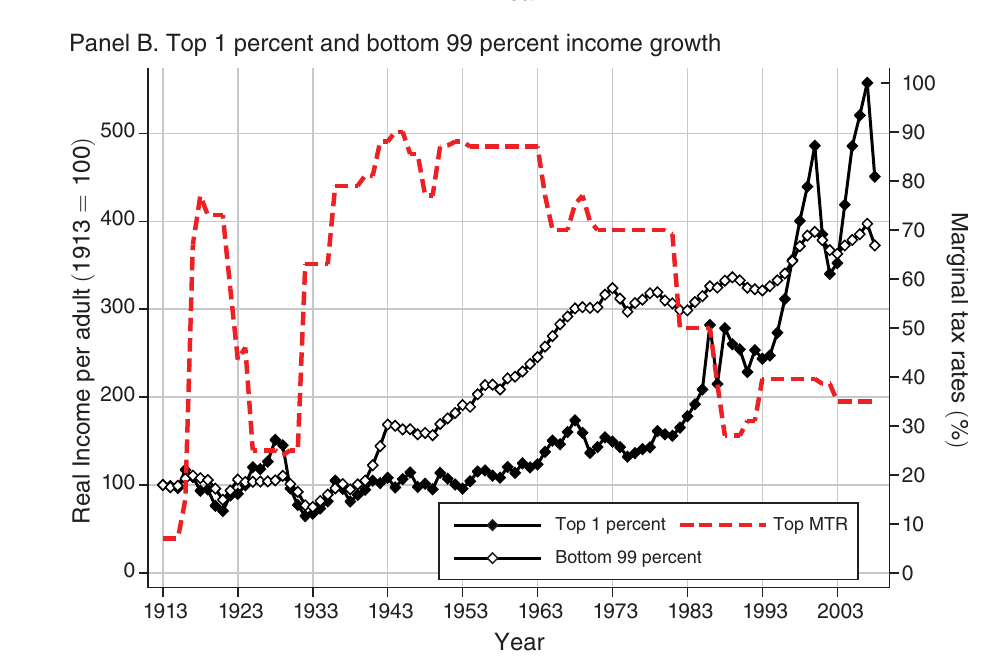 Panel B. Top 1 percent and bottom 99 percent income growth
Real Income per adult (1913 = 100)
500
400
300
200
100
0
100
90
80
70
60
50
40
30
20
10
0
Marginal tax rates (%)
Top 1 percent
Top MTR
Bottom 99 percent
1913 1923 1933 1943 1953 1963 1973 1983 1993 2003
Year